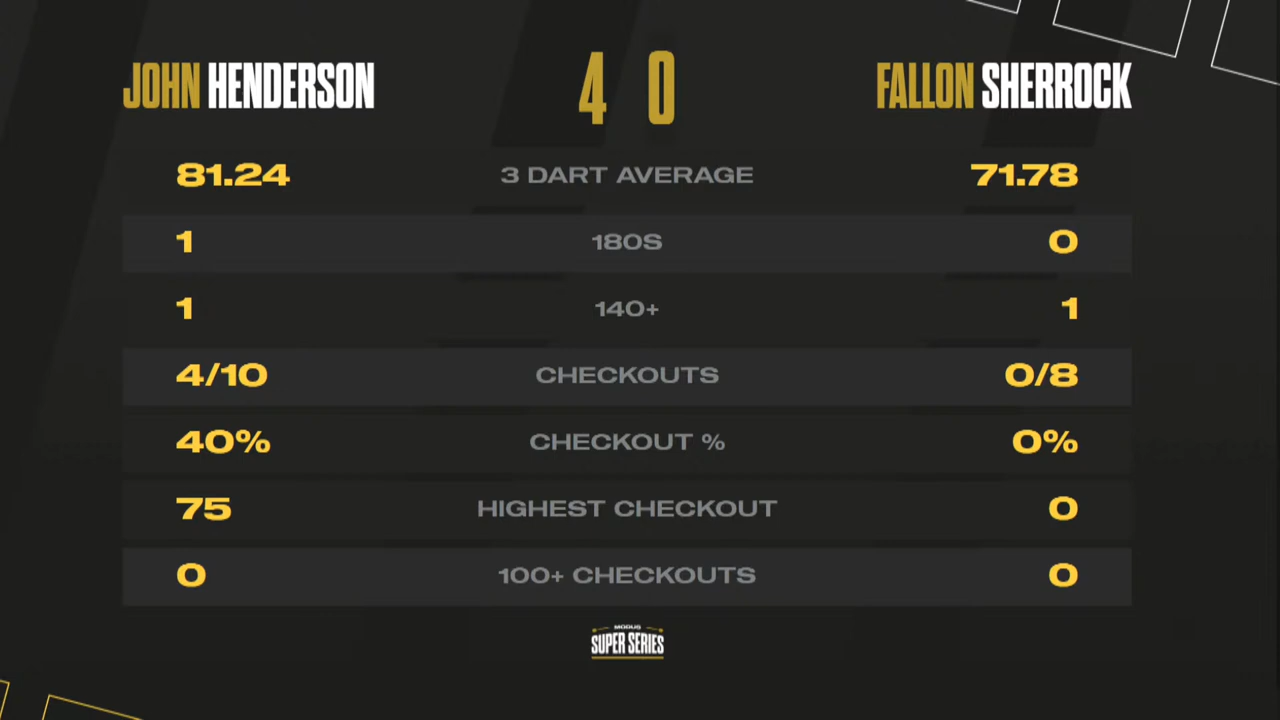 JOHN HENDERSON 4 0 FALLON SHERROCK
81.24 3 DART AVERAGE 71.78
1 180S 0
1 140+ 1
4/10 CHECKOUTS 0/8
40% CHECKOUT % 0%
75 HIGHEST CHECKOUT 0
0 100+ CHECKOUTS 0
MODUS
SUPER SERIES